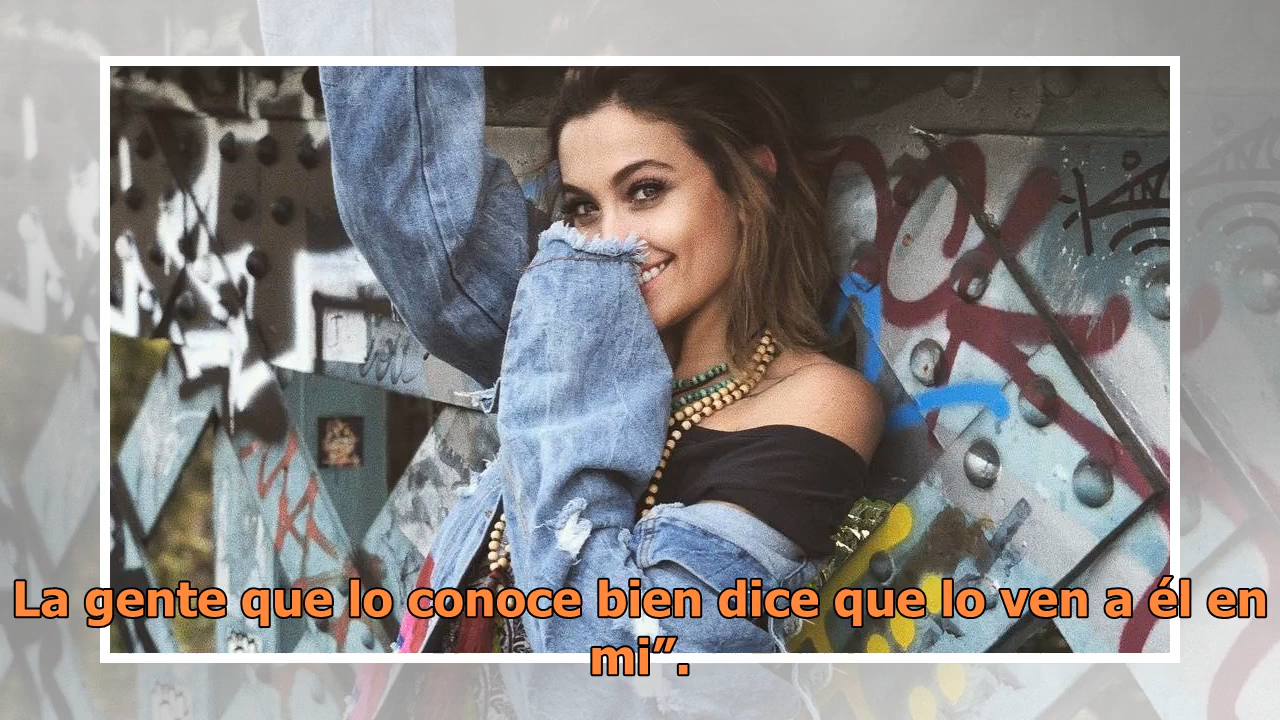 La gente que lo conoce bien dice que lo ven a él en
mi”.